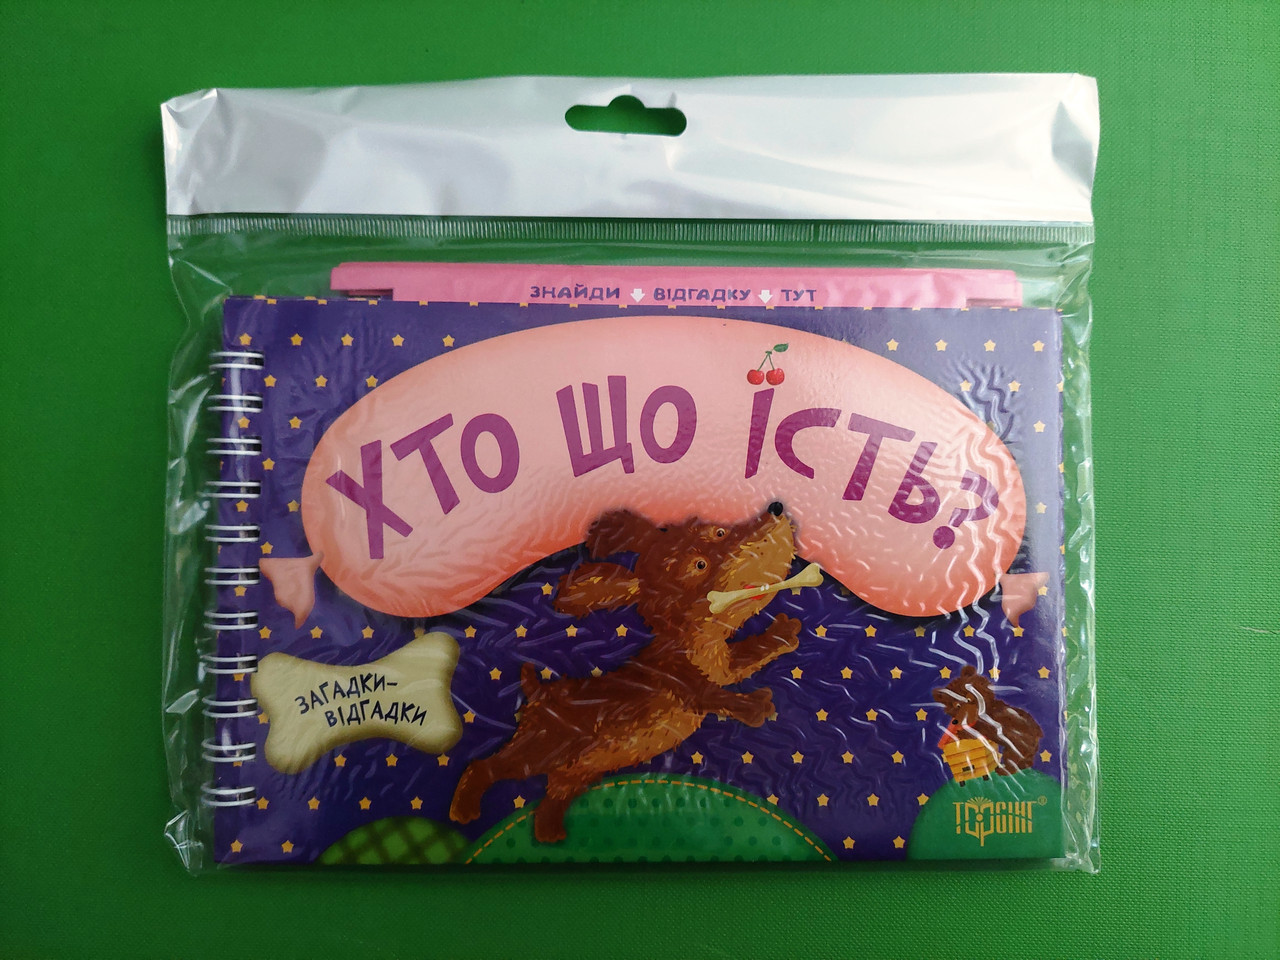 ЗНАЙДИ ВІДГАДКУ ТУТ
ХТО ЩО ЇСТЬ?
ЗАГАДКИ-
ВІДГАДКИ
ТОРСІНГ®